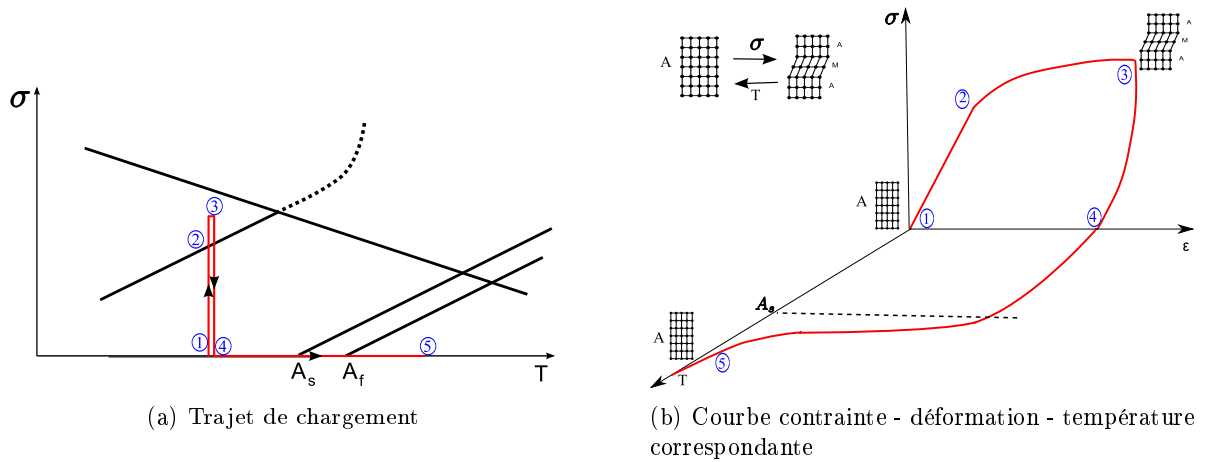 σ
②
③
①
④
⑤
A_s
A_f
T
(a) Trajet de chargement
A
σ
T
A
M
A
σ
②
③
A
M
A
A
①
④
ε
A_s
A
⑤
T
(b) Courbe contrainte - déformation - température
correspondante